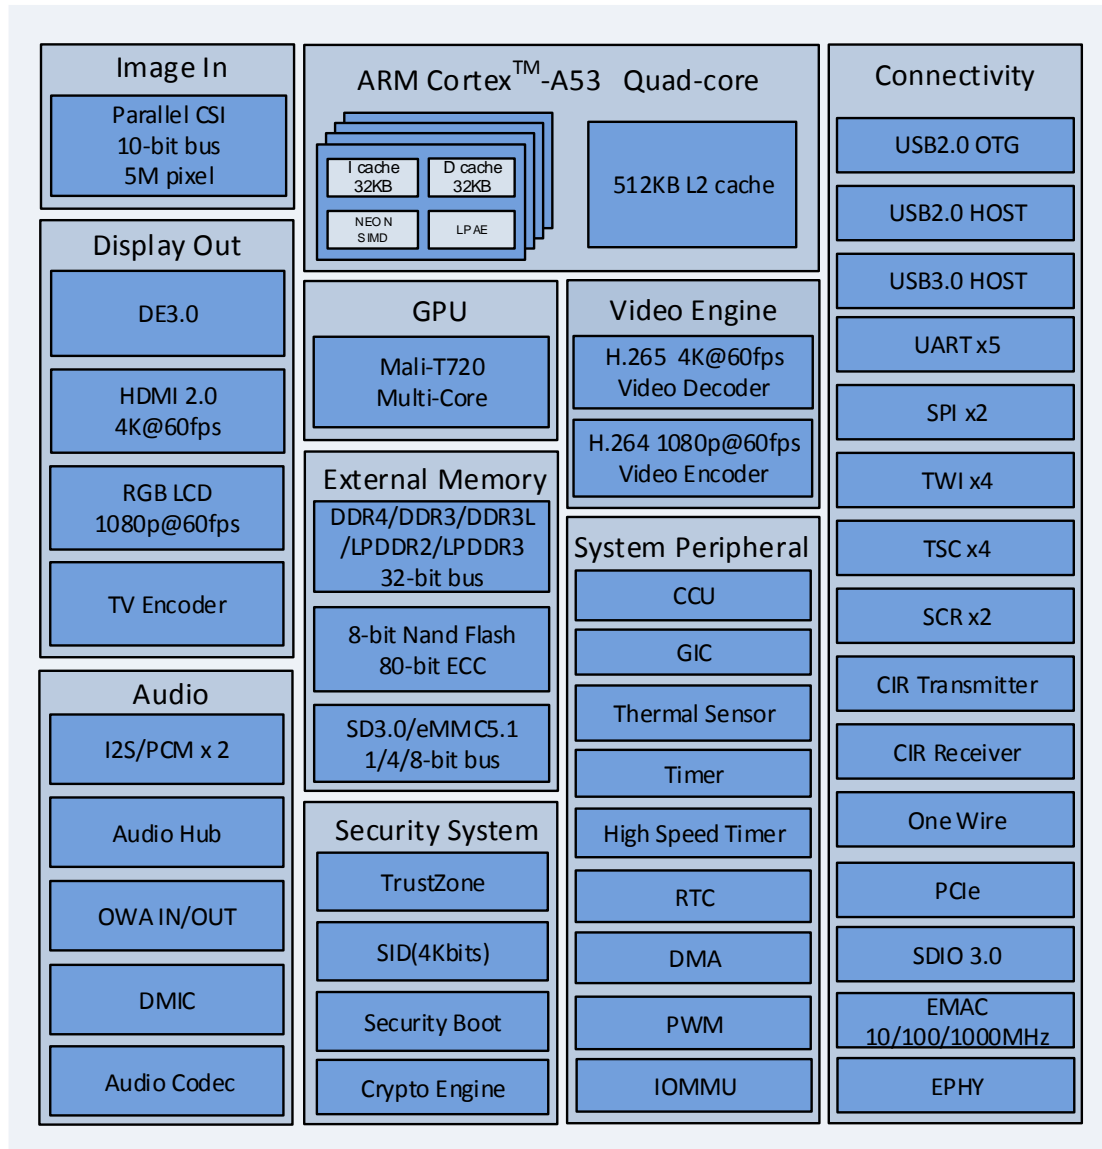 Image In
Parallel CSI
10-bit bus
5M pixel
Display Out
DE3.0
HDMI 2.0
4K@60fps
RGB LCD
1080p@60fps
TV Encoder
Audio
I2S/PCM x 2
Audio Hub
OWA IN/OUT
DMIC
Audio Codec
ARM Cortex™-A53 Quad-core
I cache
32KB
D cache
32KB
NEON
SIMD
LPAE
512KB L2 cache
GPU
Mali-T720
Multi-Core
External Memory
DDR4/DDR3/DDR3L
/LPDDR2/LPDDR3
32-bit bus
8-bit Nand Flash
80-bit ECC
SD3.0/eMMC5.1
1/4/8-bit bus
Security System
TrustZone
SID(4Kbits)
Security Boot
Crypto Engine
Video Engine
H.265 4K@60fps
Video Decoder
H.264 1080p@60fps
Video Encoder
System Peripheral
CCU
GIC
Thermal Sensor
Timer
High Speed Timer
RTC
DMA
PWM
IOMMU
Connectivity
USB2.0 OTG
USB2.0 HOST
USB3.0 HOST
UART x5
SPI x2
TWI x4
TSC x4
SCR x2
CIR Transmitter
CIR Receiver
One Wire
PCIe
SDIO 3.0
EMAC
10/100/1000MHz
EPHY